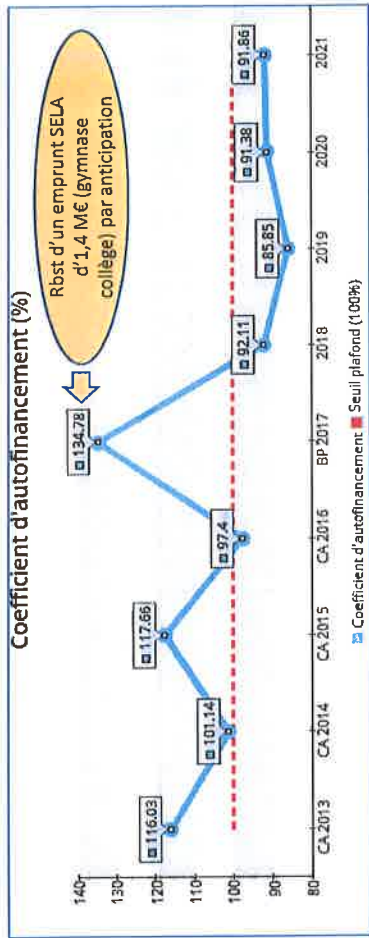 Coefficient d'autofinancement (%)
Rbst d'un emprunt SELA
d'1,4 M€ (gymnase
collège) par anticipation
140
130
120
110
100
90
80
116.03
101.14
117.66
97.4
134.78
92.11
85.85
91.38
91.86
CA 2013
CA 2014
CA 2015
CA 2016
BP 2017
2018
2019
2020
2021
Coefficient d'autofinancement
Seuil plafond (100%)